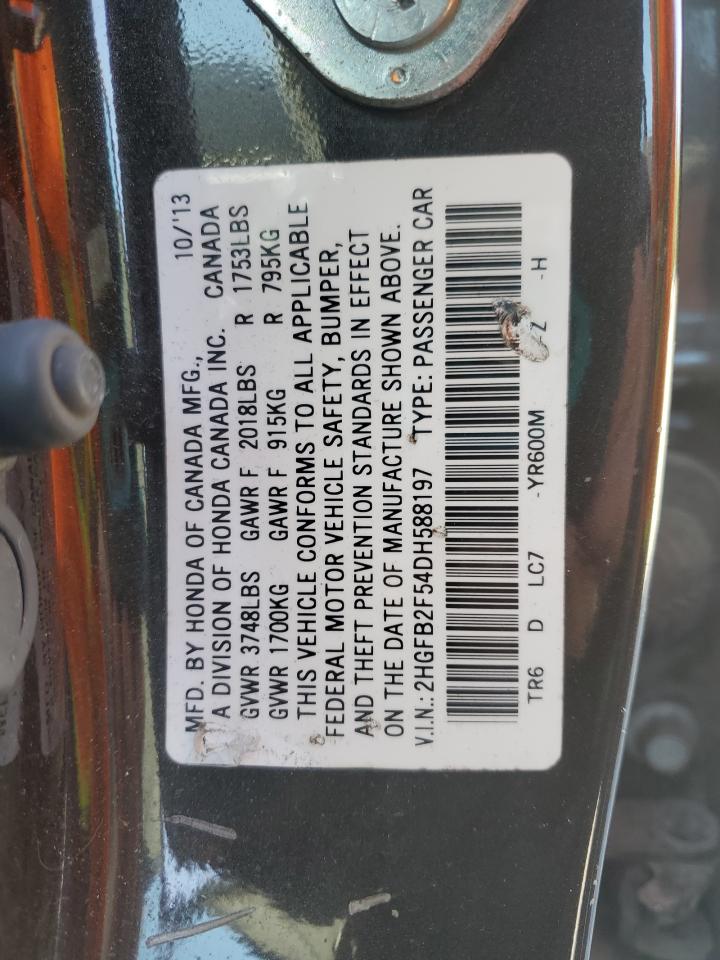 MFD. BY HONDA OF CANADA MFG., 10/'13
A DIVISION OF HONDA CANADA INC. CANADA
GVWR 3748LBS GAWR F 2018LBS R 1753LBS
GVWR 1700KG GAWR F 915KG R 795KG
THIS VEHICLE CONFORMS TO ALL APPLICABLE
FEDERAL MOTOR VEHICLE SAFETY, BUMPER,
AND THEFT PREVENTION STANDARDS IN EFFECT
ON THE DATE OF MANUFACTURE SHOWN ABOVE.
V.I.N.: 2HGFB2F54DH588197 TYPE: PASSENGER CAR
TR6 D LC7 -YR600M Z -H